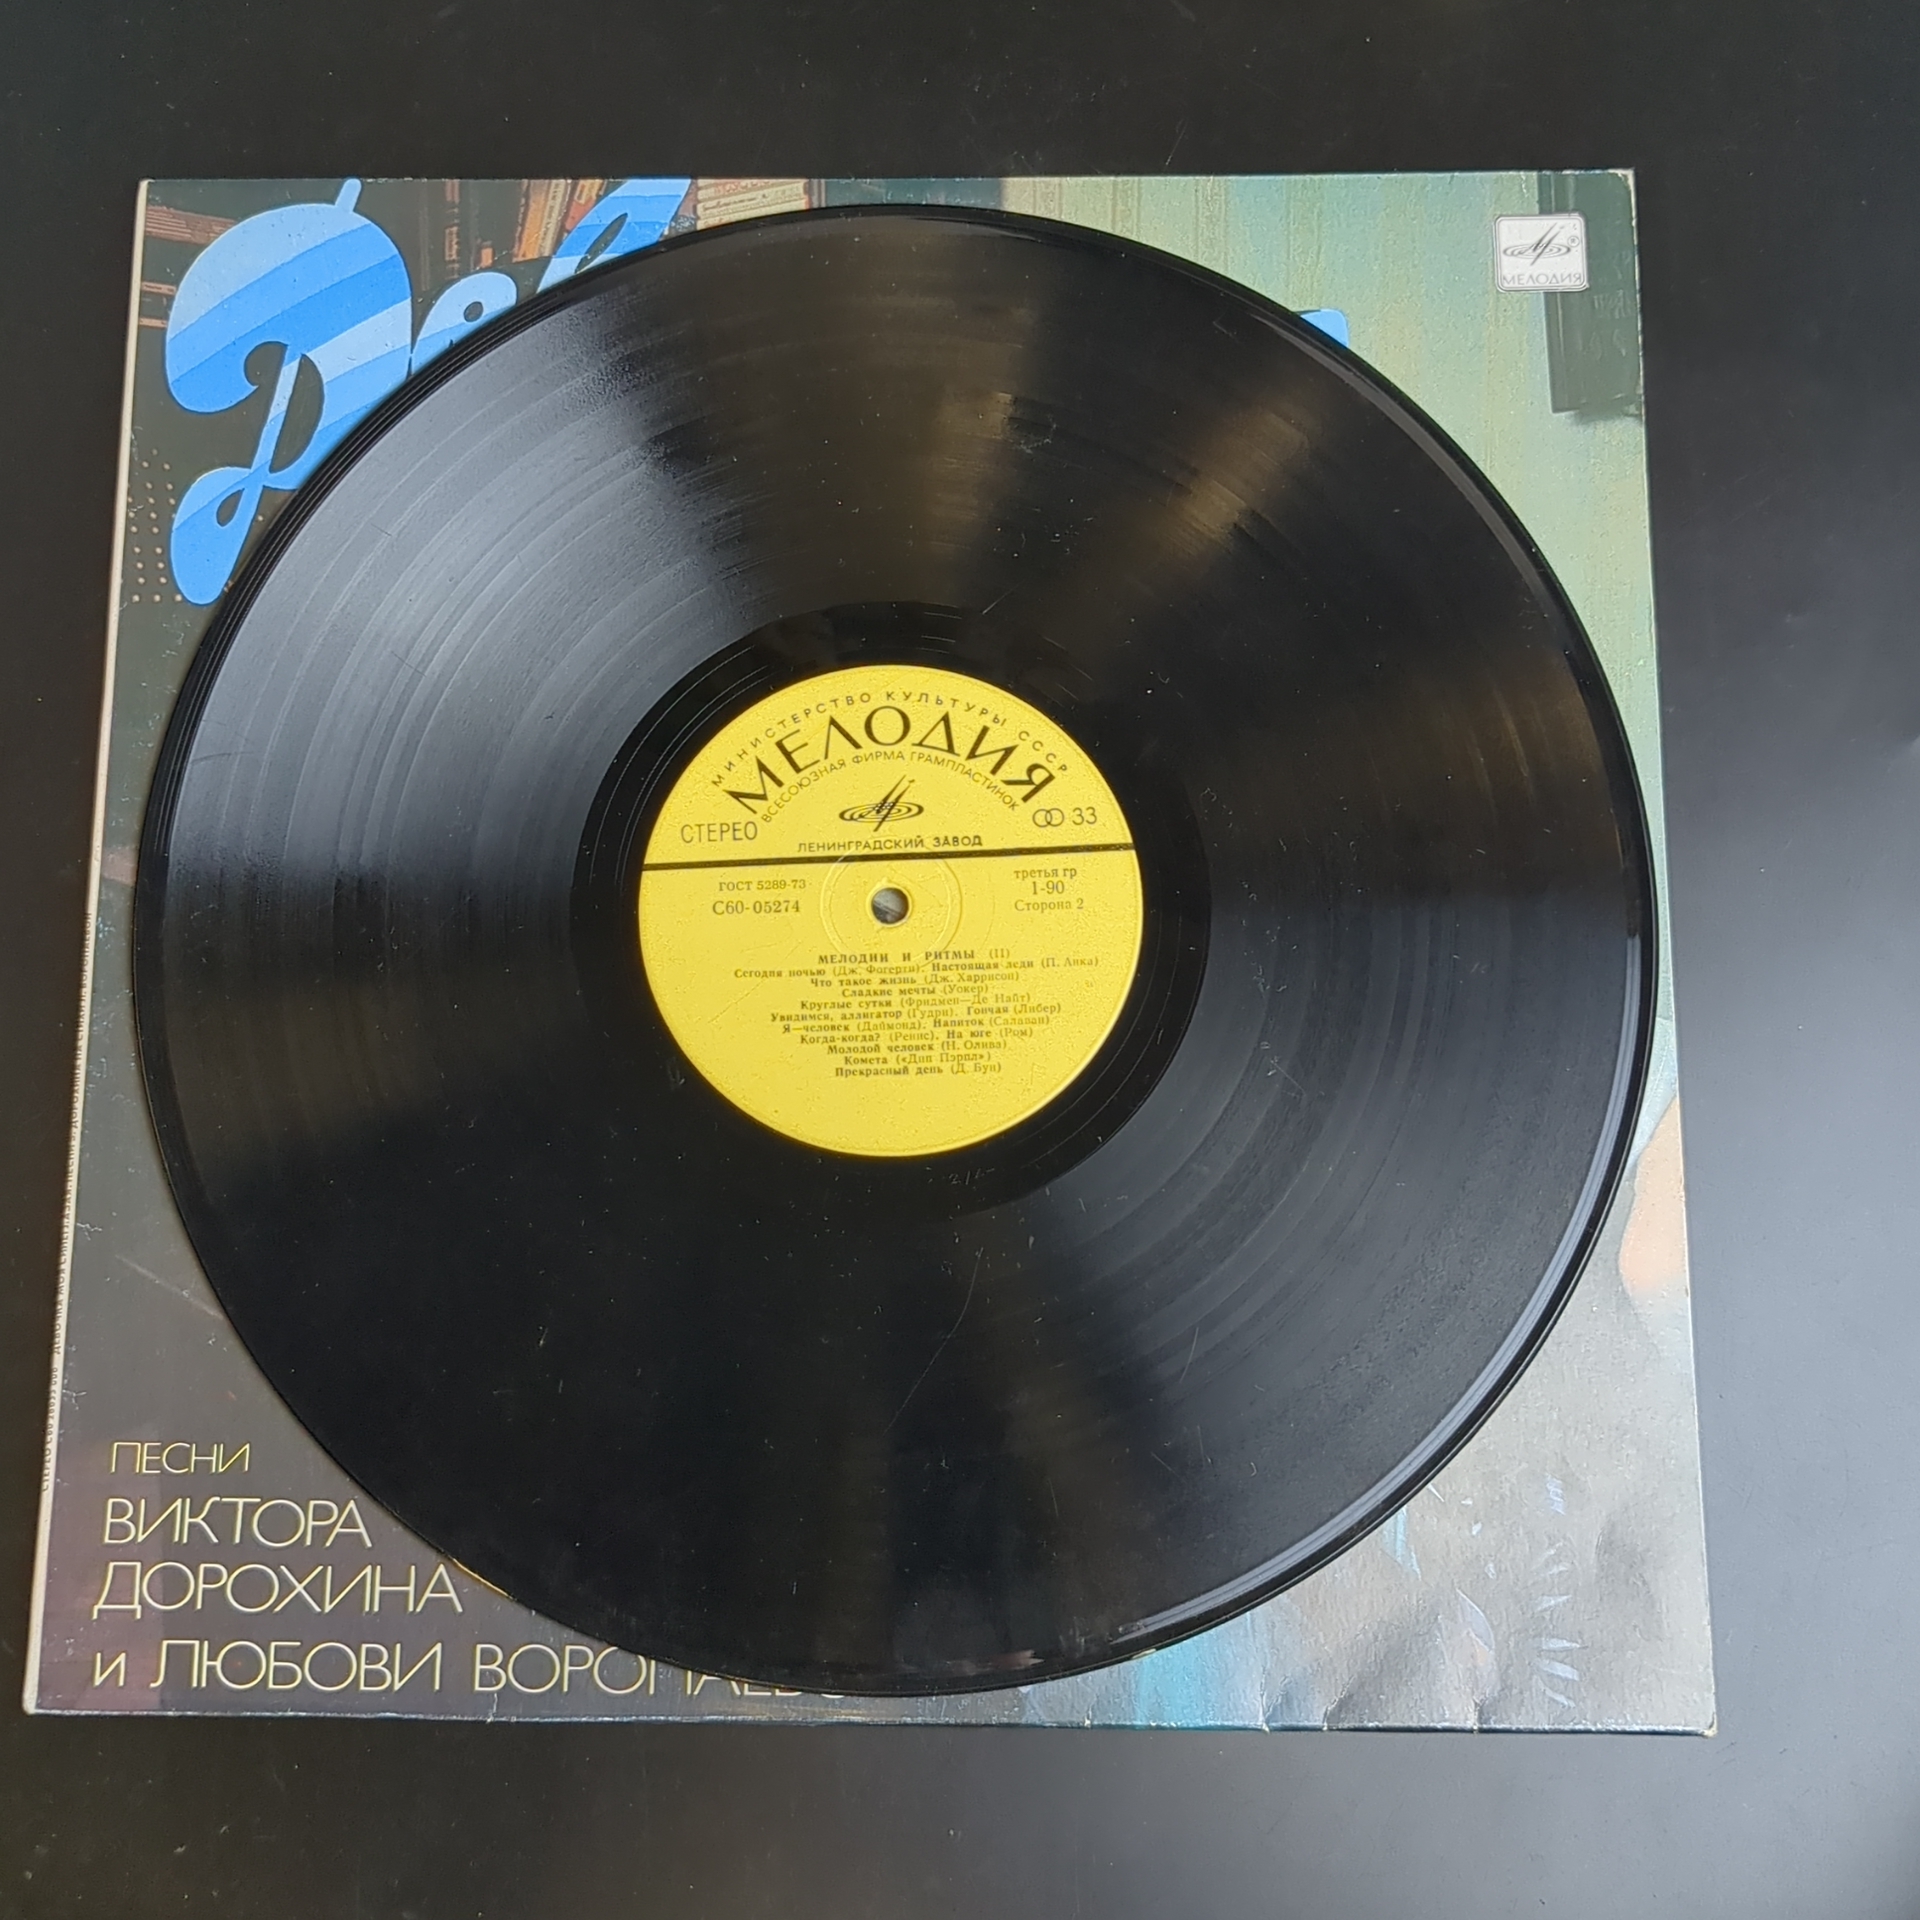 Дев
МЕЛОДИЯ
МИНИСТЕРСТВО КУЛЬТУРЫ СССР
МЕЛОДИЯ
ВСЕСОЮЗНАЯ ФИРМА ГРАМПЛАСТИНОК
СТЕРЕО
33
ЛЕНИНГРАДСКИЙ ЗАВОД
ГОСТ 5289-73
третья гр
С60-05274
1-90
Сторона 2
МЕЛОДИИ И РИТМЫ (II)
Сегодня ночью (Дж. Фогерти). Настоящая леди (П. Анка)
Что такое жизнь (Дж. Харрисон)
Сладкие мечты (Уокер)
Круглые сутки (Фридмен—Де Найт)
Увидимся, аллигатор (Гудри). Гончая (Либер)
Я—человек (Даймонд). Напиток (Салаван)
Когда-когда? (Ренис). На юге (Ром)
Молодой человек (Н. Олива)
Комета («Дип Пэрпл»)
Прекрасный день (Д. Бун)
ПЕСНИ
ВИКТОРА
ДОРОХИНА
и ЛЮБОВИ